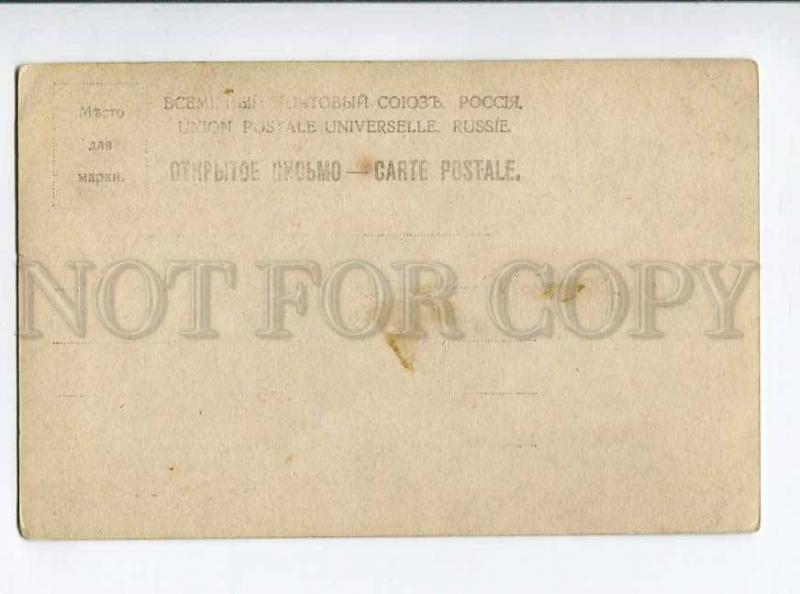 Мѣсто
для
марки.
ВСЕМІРНЫЙ ПОЧТОВЫЙ СОЮЗЪ. РОССІЯ.
UNION POSTALE UNIVERSELLE. RUSSIE.
ОТКРЫТОЕ ПИСЬМО — CARTE POSTALE.
NOT FOR COPY